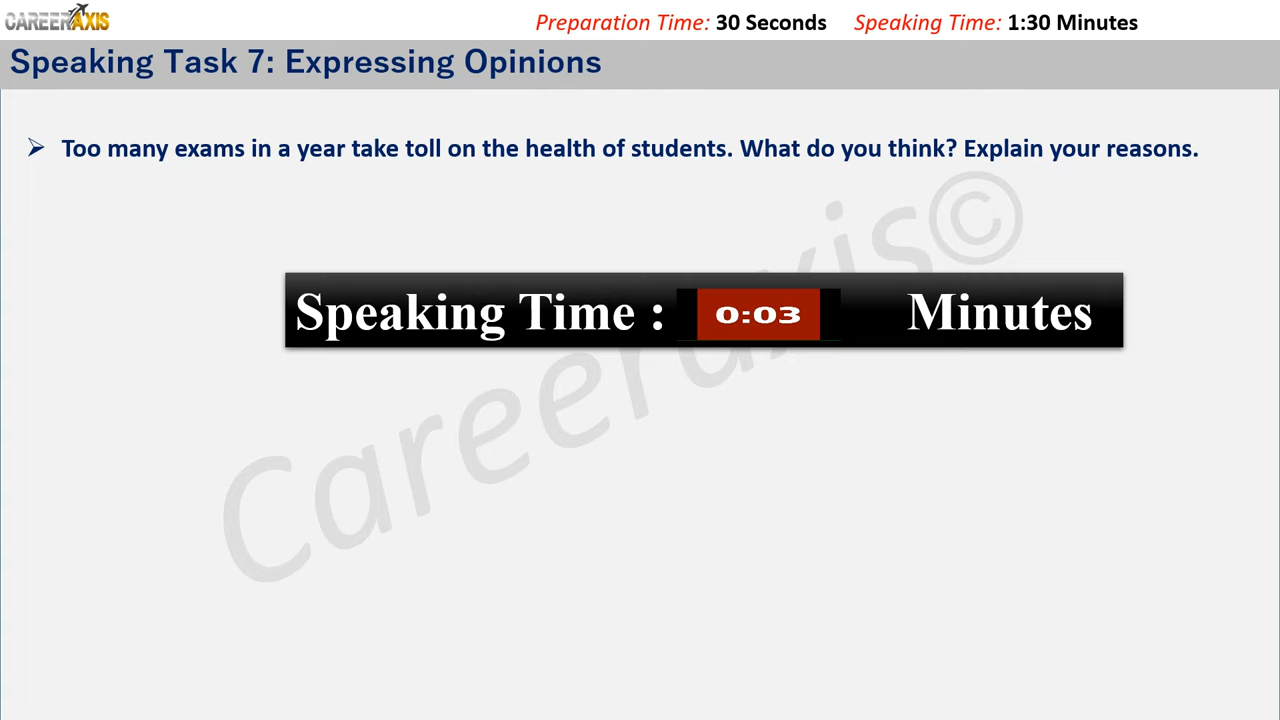 CAREERAXIS
Preparation Time: 30 Seconds Speaking Time: 1:30 Minutes
Speaking Task 7: Expressing Opinions
➢ Too many exams in a year take toll on the health of students. What do you think? Explain your reasons.
Speaking Time : 0:03 Minutes
Careeraxis©